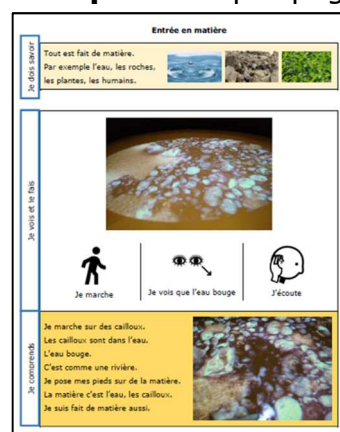 Entrée en matière
Je dois savoir
Tout est fait de matière.
Par exemple l'eau, les roches,
les plantes, les humains.
Je vois et le fais
Je marche
Je vois que l'eau bouge
J'écoute
Je comprends
Je marche sur des cailloux.
Les cailloux sont dans l'eau.
L'eau bouge.
C'est comme une rivière.
Je pose mes pieds sur de la matière.
La matière c'est l'eau, les cailloux.
Je suis fait de matière aussi.